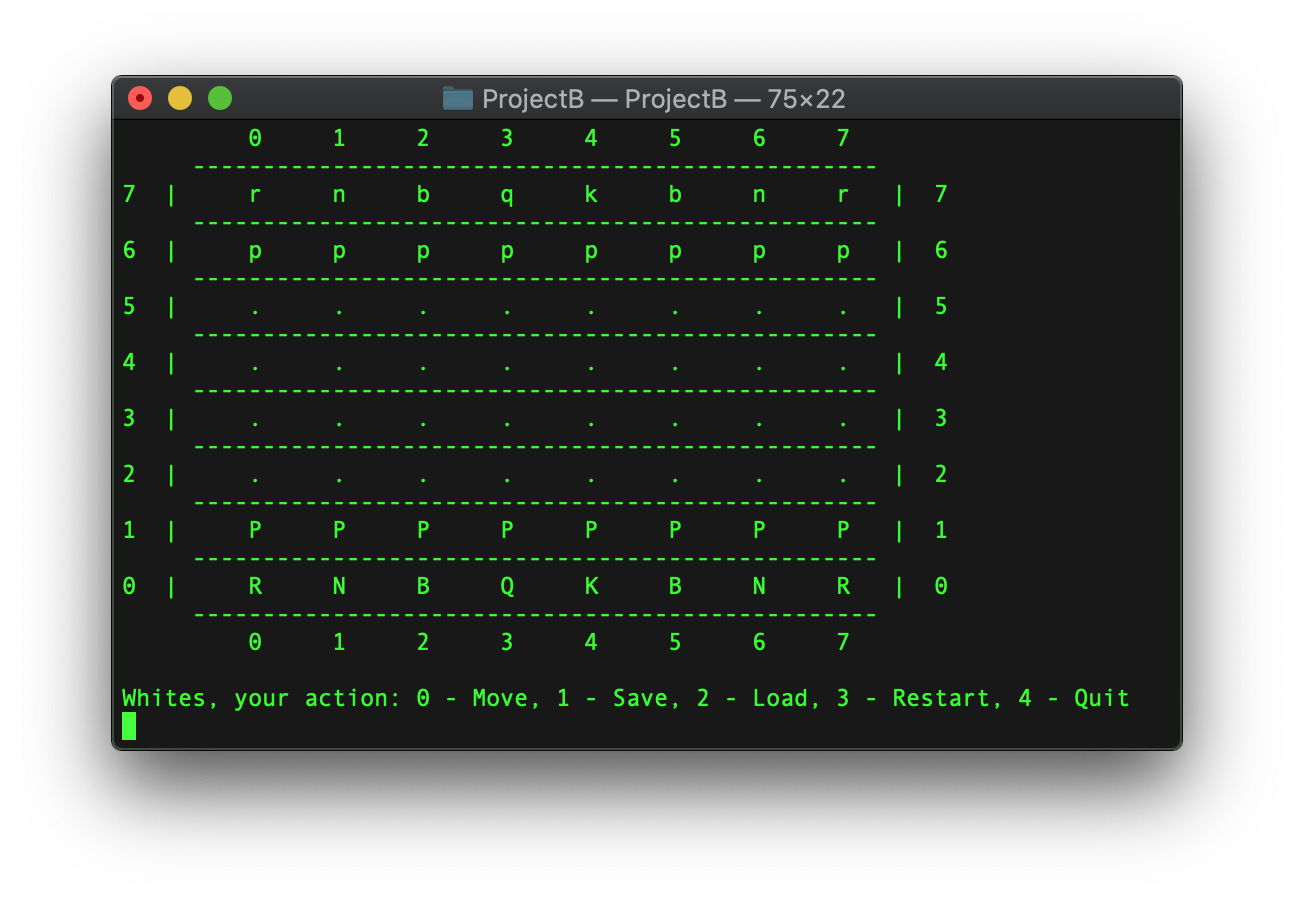 ProjectB — ProjectB — 75×22
0 1 2 3 4 5 6 7
-------------------------------------------------
7 | r n b q k b n r | 7
-------------------------------------------------
6 | p p p p p p p p | 6
-------------------------------------------------
5 | . . . . . . . . | 5
-------------------------------------------------
4 | . . . . . . . . | 4
-------------------------------------------------
3 | . . . . . . . . | 3
-------------------------------------------------
2 | . . . . . . . . | 2
-------------------------------------------------
1 | P P P P P P P P | 1
-------------------------------------------------
0 | R N B Q K B N R | 0
-------------------------------------------------
0 1 2 3 4 5 6 7
Whites, your action: 0 - Move, 1 - Save, 2 - Load, 3 - Restart, 4 - Quit